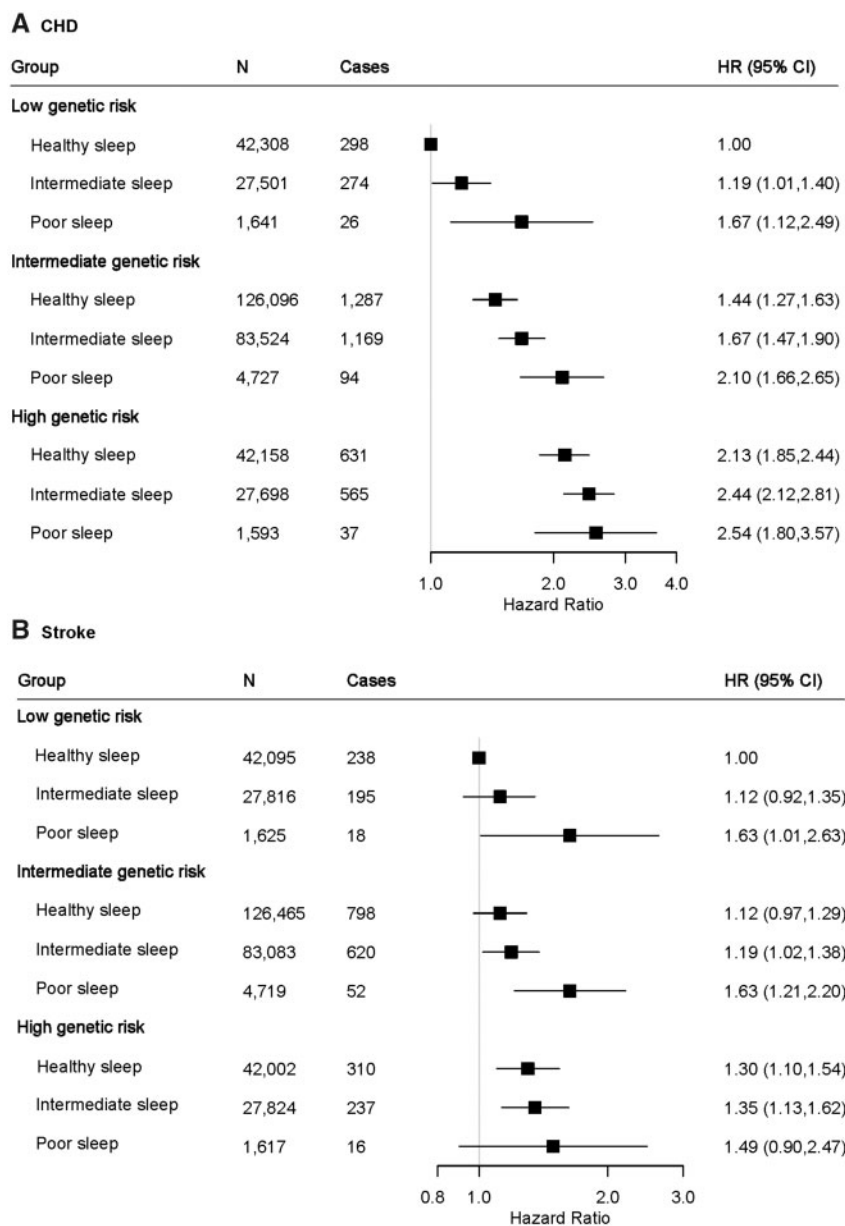 A CHD
Group N Cases HR (95% CI)
Low genetic risk
Healthy sleep 42,308 298 1.00
Intermediate sleep 27,501 274 1.19 (1.01,1.40)
Poor sleep 1,641 26 1.67 (1.12,2.49)
Intermediate genetic risk
Healthy sleep 126,096 1,287 1.44 (1.27,1.63)
Intermediate sleep 83,524 1,169 1.67 (1.47,1.90)
Poor sleep 4,727 94 2.10 (1.66,2.65)
High genetic risk
Healthy sleep 42,158 631 2.13 (1.85,2.44)
Intermediate sleep 27,698 565 2.44 (2.12,2.81)
Poor sleep 1,593 37 2.54 (1.80,3.57)
1.0 2.0 3.0 4.0
Hazard Ratio
B Stroke
Group N Cases HR (95% CI)
Low genetic risk
Healthy sleep 42,095 238 1.00
Intermediate sleep 27,816 195 1.12 (0.92,1.35)
Poor sleep 1,625 18 1.63 (1.01,2.63)
Intermediate genetic risk
Healthy sleep 126,465 798 1.12 (0.97,1.29)
Intermediate sleep 83,083 620 1.19 (1.02,1.38)
Poor sleep 4,719 52 1.63 (1.21,2.20)
High genetic risk
Healthy sleep 42,002 310 1.30 (1.10,1.54)
Intermediate sleep 27,824 237 1.35 (1.13,1.62)
Poor sleep 1,617 16 1.49 (0.90,2.47)
0.8 1.0 2.0 3.0
Hazard Ratio